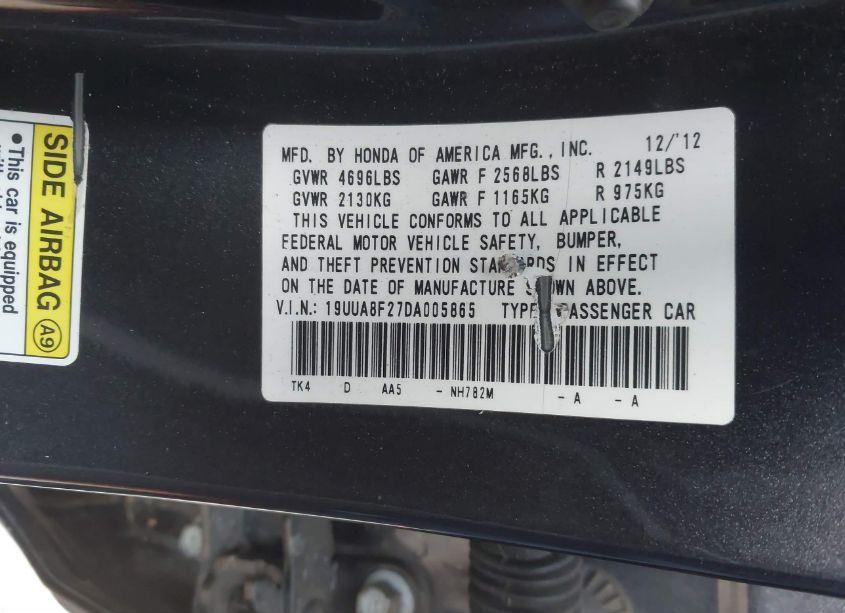 SIDE AIRBAG A9
•This car is equipped
MFD. BY HONDA OF AMERICA MFG., INC. 12/'12
GVWR 4696LBS GAWR F 2568LBS R 2149LBS
GVWR 2130KG GAWR F 1165KG R 975KG
THIS VEHICLE CONFORMS TO ALL APPLICABLE
FEDERAL MOTOR VEHICLE SAFETY, BUMPER,
AND THEFT PREVENTION IN EFFECT
ON THE DATE OF MANUFACTURE ABOVE.
V.I.N.: 19UUA8F27DA005865 TYPE: PASSENGER CAR
TK4 D AA5 - NH782M - A - A